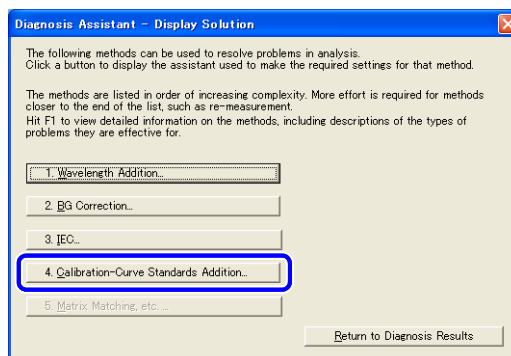 Diagnosis Assistant - Display Solution
The following methods can be used to resolve problems in analysis.
Click a button to display the assistant used to make the required settings for that method.
The methods are listed in order of increasing complexity. More effort is required for methods
closer to the end of the list, such as re-measurement.
Hit F1 to view detailed information on the methods, including descriptions of the types of
problems they are effective for.
1. Wavelength Addition...
2. BG Correction...
3. IEC...
4. Calibration-Curve Standards Addition...
5. Matrix Matching, etc. ...
Return to Diagnosis Results